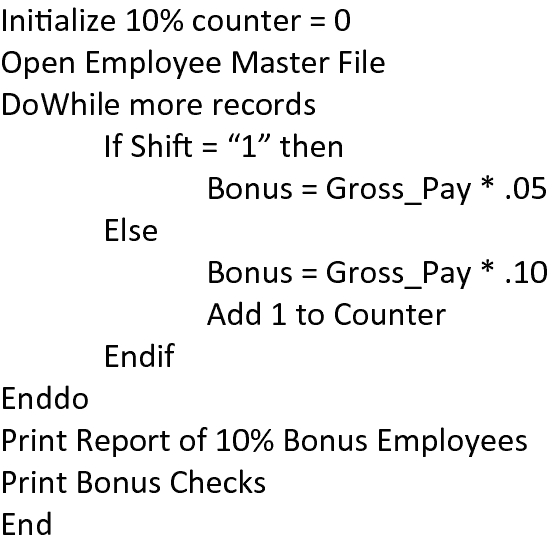 Initialize 10% counter = 0
Open Employee Master File
DoWhile more records
If Shift = “1” then
Bonus = Gross_Pay * .05
Else
Bonus = Gross_Pay * .10
Add 1 to Counter
Endif
Enddo
Print Report of 10% Bonus Employees
Print Bonus Checks
End